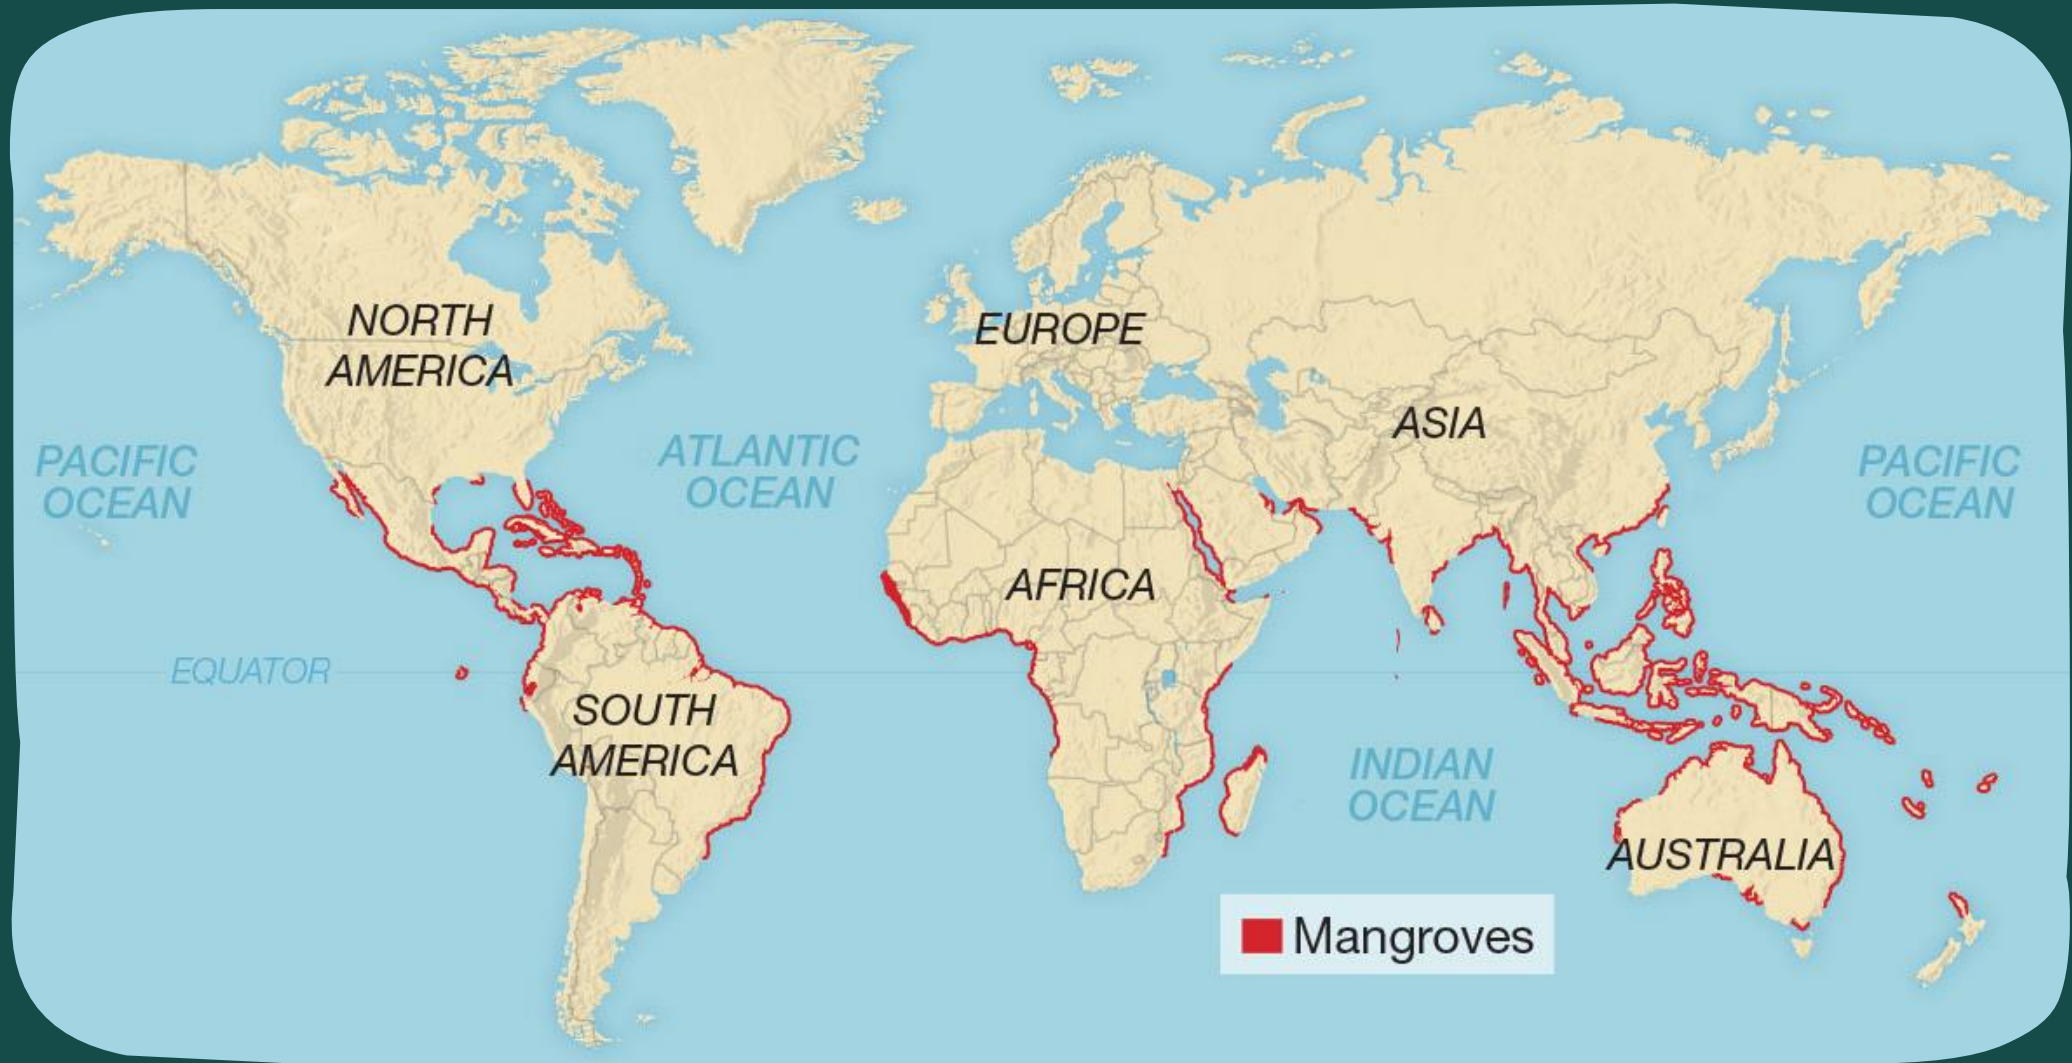 NORTH
AMERICA
EUROPE
ASIA
PACIFIC
OCEAN
ATLANTIC
OCEAN
PACIFIC
OCEAN
AFRICA
EQUATOR
SOUTH
AMERICA
INDIAN
OCEAN
AUSTRALIA
Mangroves